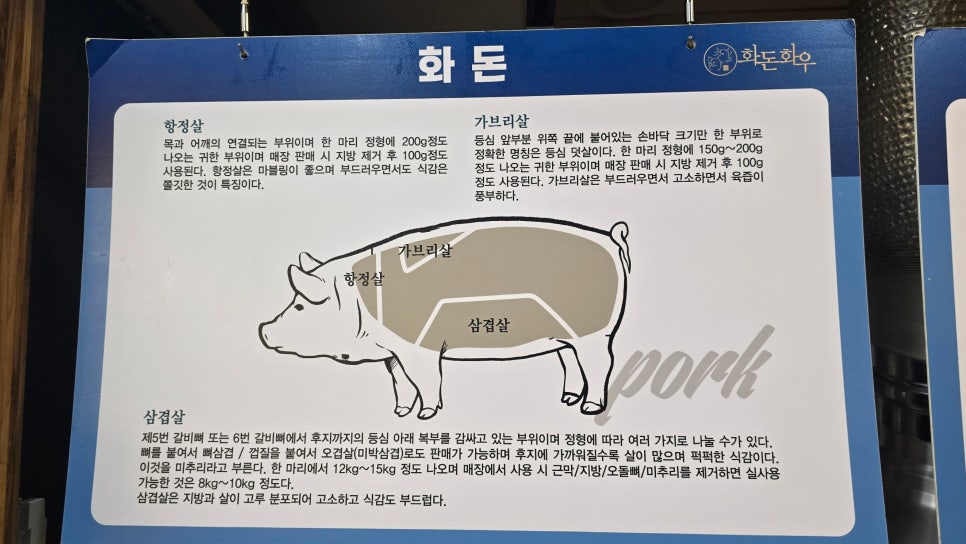 화돈
화돈화우
항정살
목과 어깨의 연결되는 부위이며 한 마리 정형에 200g정도
나오는 귀한 부위이며 매장 판매 시 지방 제거 후 100g정도
사용된다. 항정살은 마블링이 좋으며 부드러우면서도 식감은
쫄깃한 것이 특징이다.
가브리살
등심 앞부분 위쪽 끝에 붙어있는 손바닥 크기만 한 부위로
정확한 명칭은 등심 덧살이다. 한 마리 정형에 150g~200g
정도 나오는 귀한 부위이며 매장 판매 시 지방 제거 후 100g
정도 사용된다. 가브리살은 부드러우면서 고소하면서 육즙이
풍부하다.
가브리살
항정살
삼겹살
pork
삼겹살
제5번 갈비뼈 또는 6번 갈비뼈에서 후지까지의 등심 아래 복부를 감싸고 있는 부위이며 정형에 따라 여러 가지로 나눌 수가 있다.
뼈를 붙여서 뼈삼겹 / 껍질을 붙여서 오겹살(미박삼겹)로도 판매가 가능하며 후지에 가까워질수록 살이 많으며 퍽퍽한 식감이다.
이것을 미추리라고 부른다. 한 마리에서 12kg~15kg 정도 나오며 매장에서 사용 시 근막/지방/오돌뼈/미추리를 제거하면 실사용
가능한 것은 8kg~10kg 정도다.
삼겹살은 지방과 살이 고루 분포되어 고소하고 식감도 부드럽다.